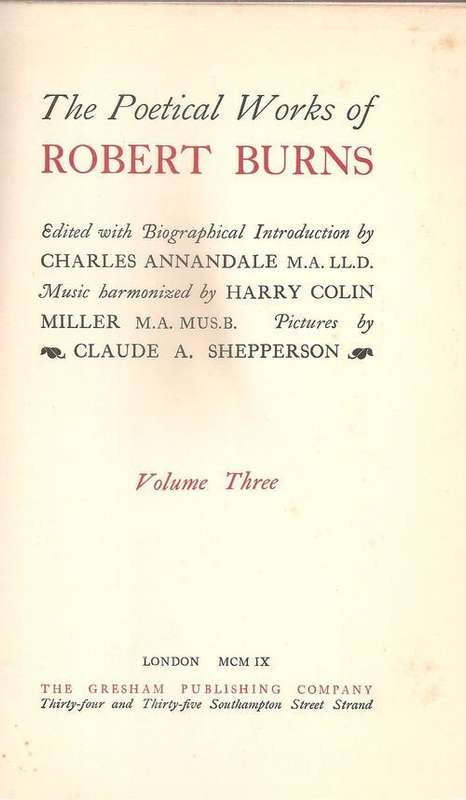 The Poetical Works of
ROBERT BURNS
Edited with Biographical Introduction by
CHARLES ANNANDALE M.A. LL.D.
Music harmonized by HARRY COLIN
MILLER M.A. MUS.B. Pictures by
CLAUDE A. SHEPPERSON
Volume Three
LONDON MCM IX
THE GRESHAM PUBLISHING COMPANY
Thirty-four and Thirty-five Southampton Street Strand